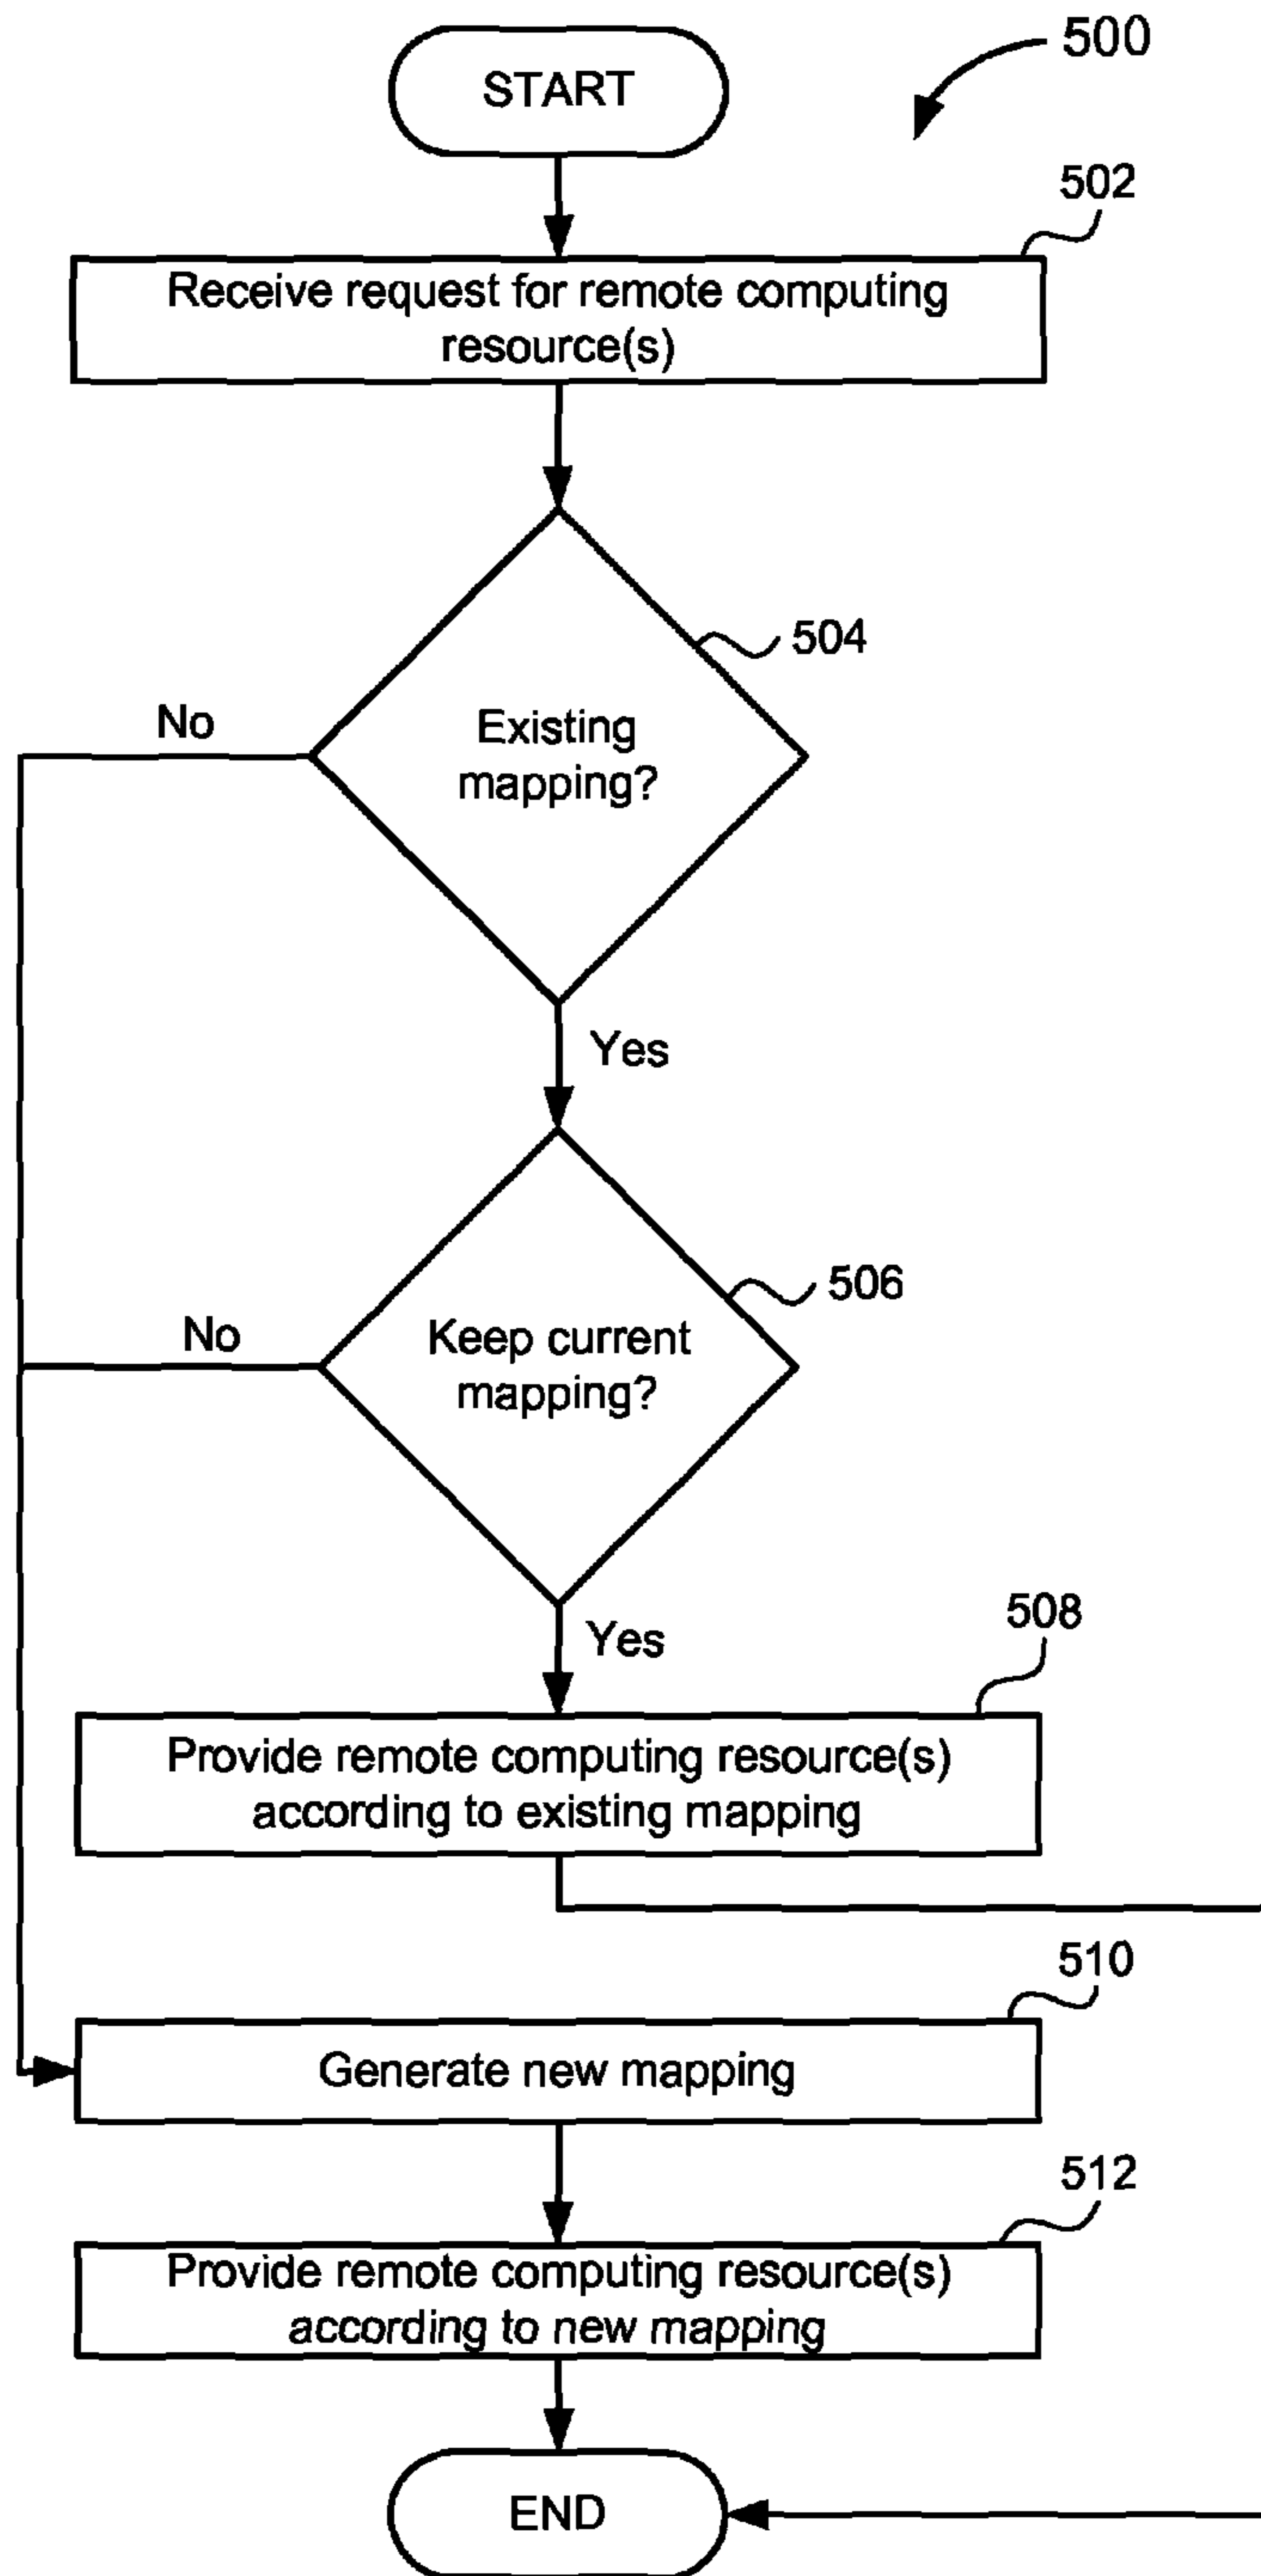 START
500
502
Receive request for remote computing
resource(s)
504
No
Existing
mapping?
Yes
506
No
Keep current
mapping?
Yes
508
Provide remote computing resource(s)
according to existing mapping
510
Generate new mapping
512
Provide remote computing resource(s)
according to new mapping
END